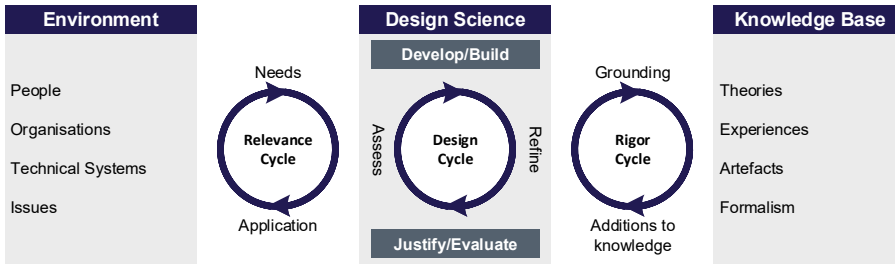 Environment
People
Organisations
Technical Systems
Issues
Needs
Relevance
Cycle
Application
Design Science
Develop/Build
Assess
Design
Cycle
Refine
Justify/Evaluate
Grounding
Rigor
Cycle
Additions to
knowledge
Knowledge Base
Theories
Experiences
Artefacts
Formalism